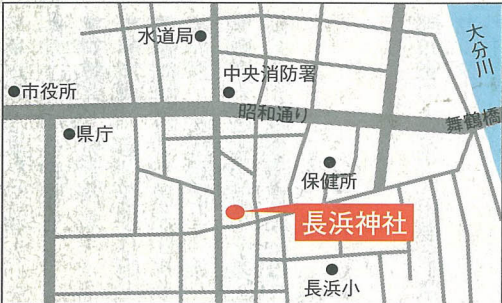 水道局
大分川
中央消防署
市役所
昭和通り
舞鶴橋
県庁
保健所
長浜神社
長浜小